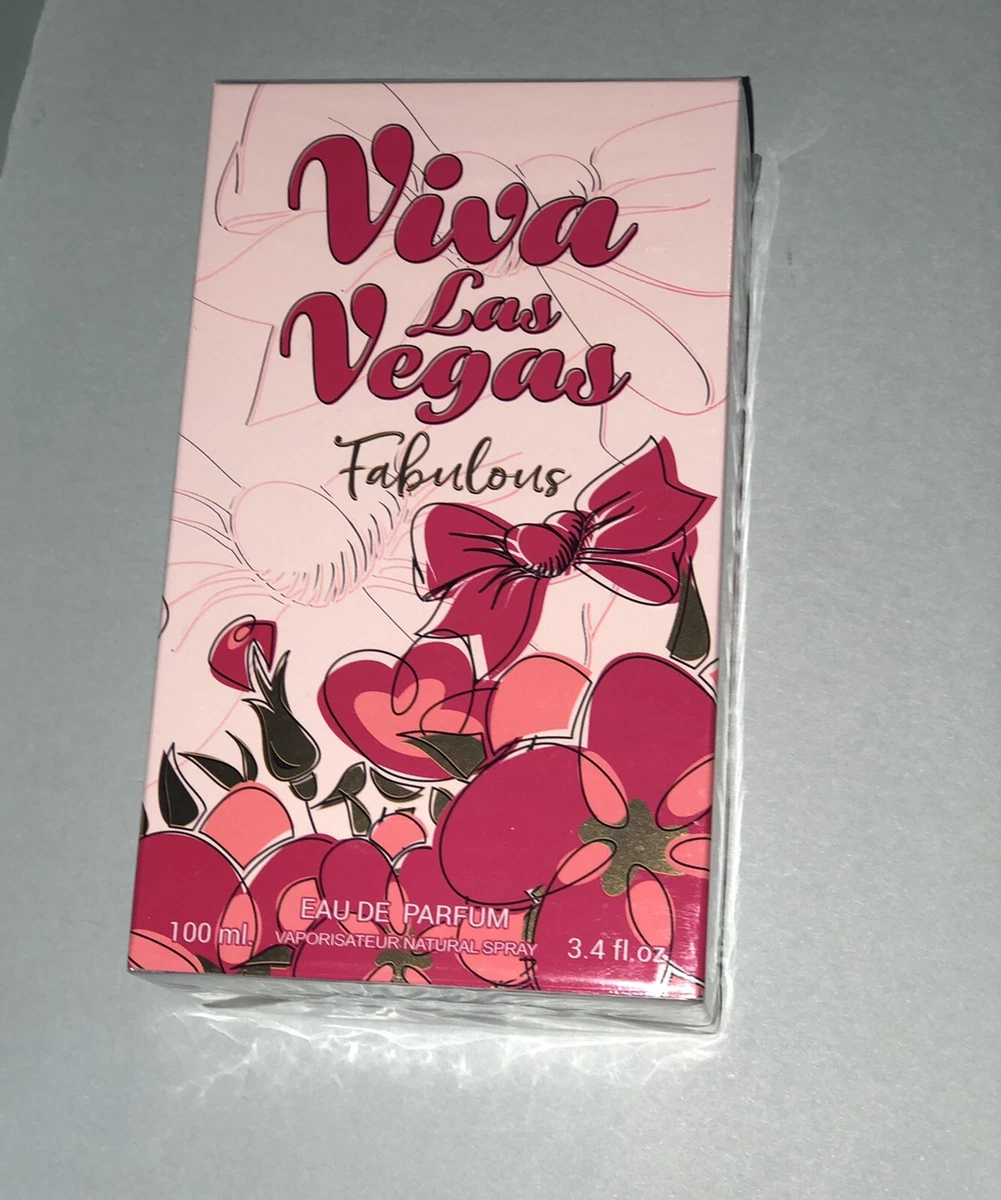 Viva
Las
Vegas
Fabulous
EAU DE PARFUM
100 ml. VAPORISATEUR NATURAL SPRAY 3.4 fl.oz.